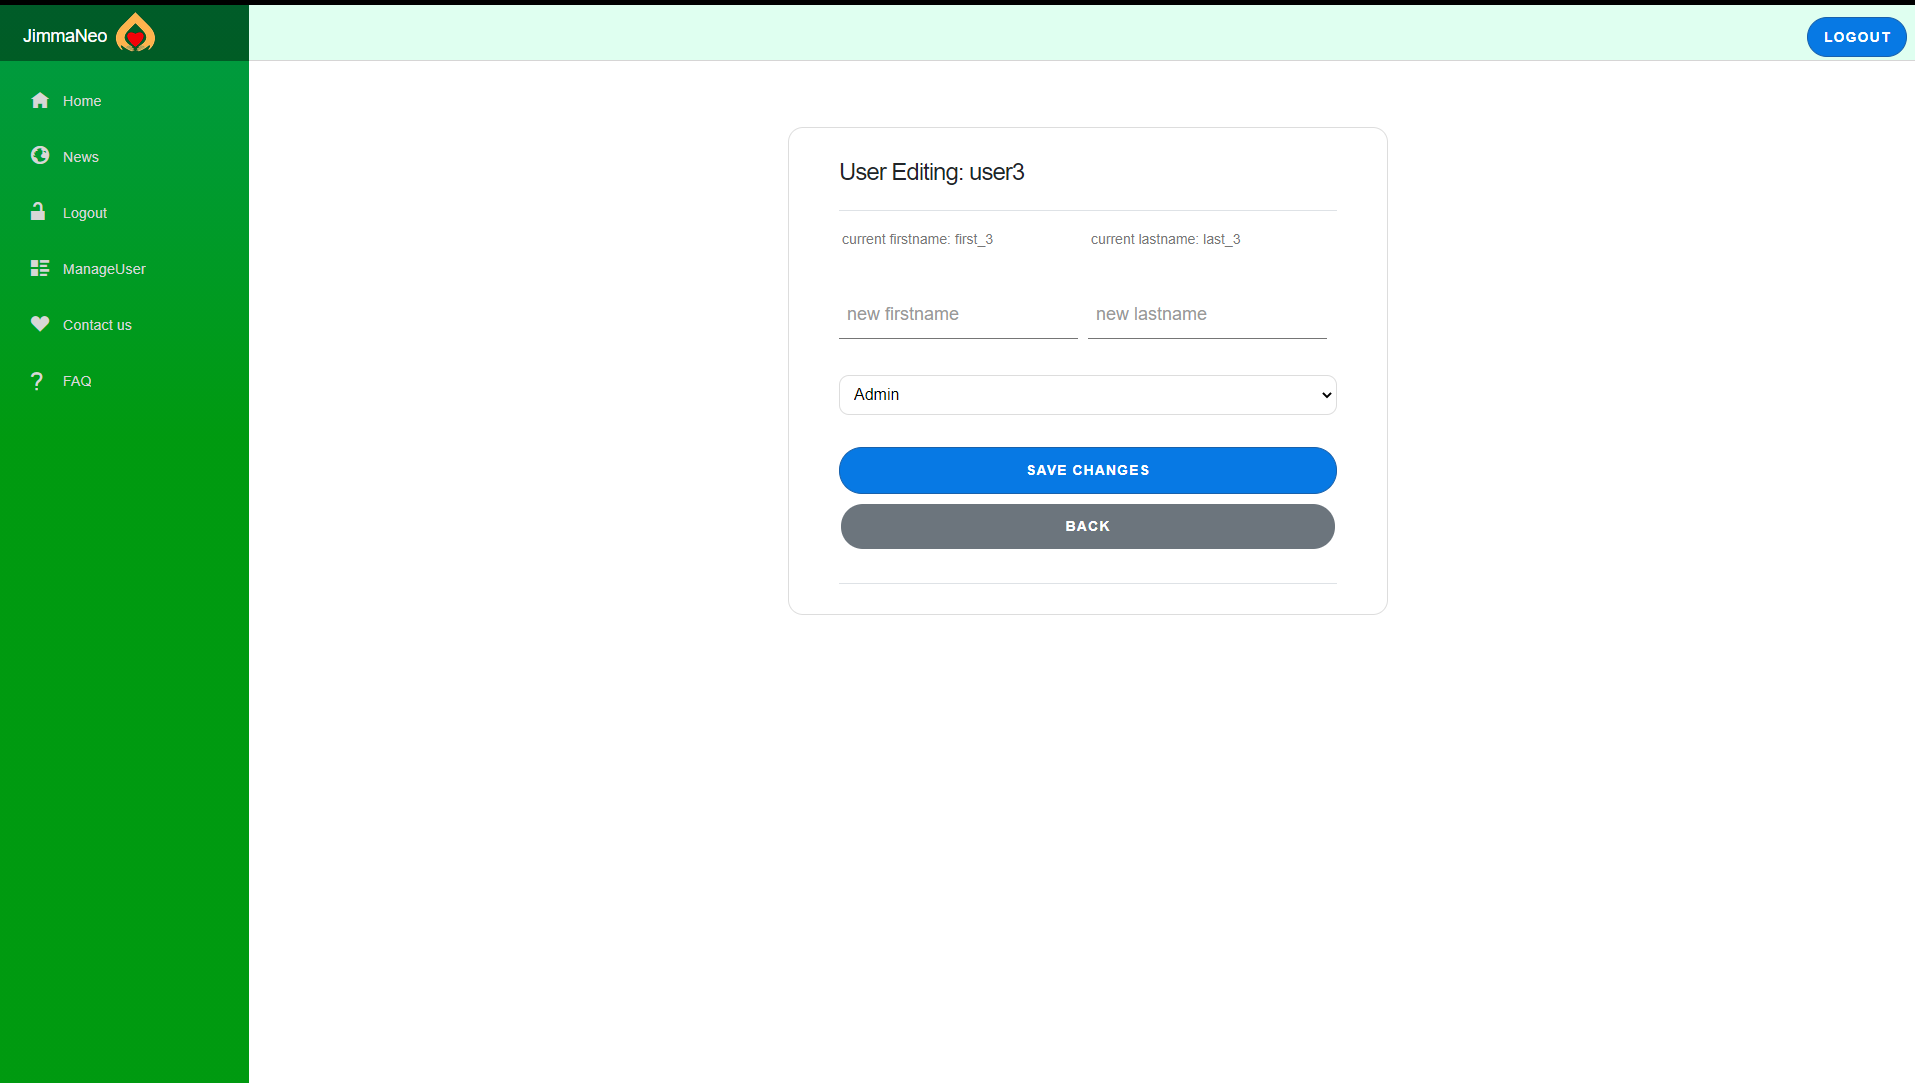 JimmaNeo
LOGOUT
Home
News
Logout
ManageUser
Contact us
FAQ
User Editing: user3
current firstname: first_3
current lastname: last_3
new firstname
new lastname
Admin
SAVE CHANGES
BACK